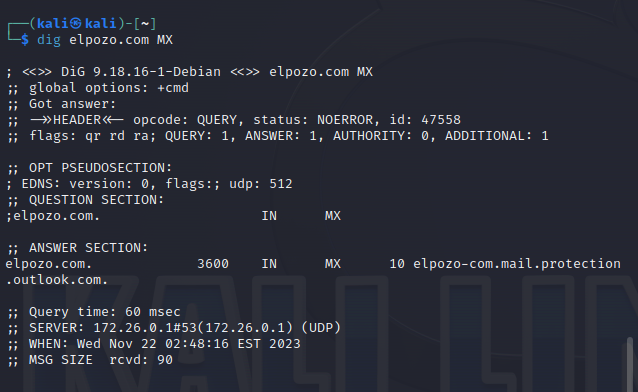 ┌──(kali㉿kali)-[~]
└─$ dig elpozo.com MX

; <<>> DiG 9.18.16-1-Debian <<>> elpozo.com MX
;; global options: +cmd
;; Got answer:
;; ->>HEADER<<- opcode: QUERY, status: NOERROR, id: 47558
;; flags: qr rd ra; QUERY: 1, ANSWER: 1, AUTHORITY: 0, ADDITIONAL: 1

;; OPT PSEUDOSECTION:
; EDNS: version: 0, flags:; udp: 512
;; QUESTION SECTION:
;elpozo.com. IN MX

;; ANSWER SECTION:
elpozo.com. 3600 IN MX 10 elpozo-com.mail.protection
.outlook.com.

;; Query time: 60 msec
;; SERVER: 172.26.0.1#53(172.26.0.1) (UDP)
;; WHEN: Wed Nov 22 02:48:16 EST 2023
;; MSG SIZE rcvd: 90
KALI LIN